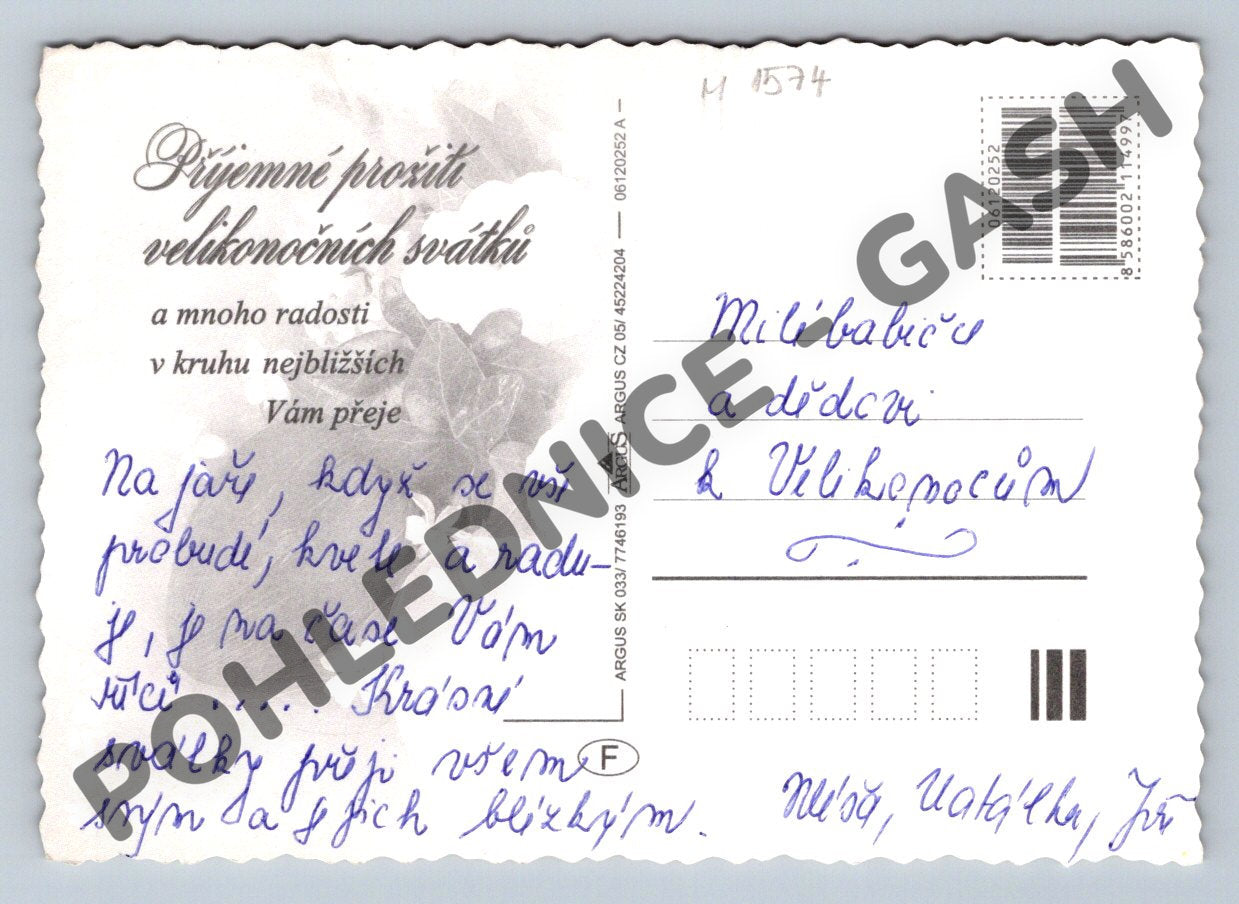 M 1574
Příjemné prožití
velikonočních svátků
a mnoho radosti
v kruhu nejbližších
Vám přeje
Na jaře, když se vše
probudí, kvete a radu-
je, je na čase Vám
říci ..... Krásné
svátky přeji všem
svým a jejich blízkým.
ARGUS SK 033/ 7746193 ARGUS ARGUS CZ 05/ 45224204 06120252 A
F
06120252
8 586002 114997
Milé babičce
a dědovi
k Velikonocům
Natálka, Jiří
POHLEDNICE - GASH